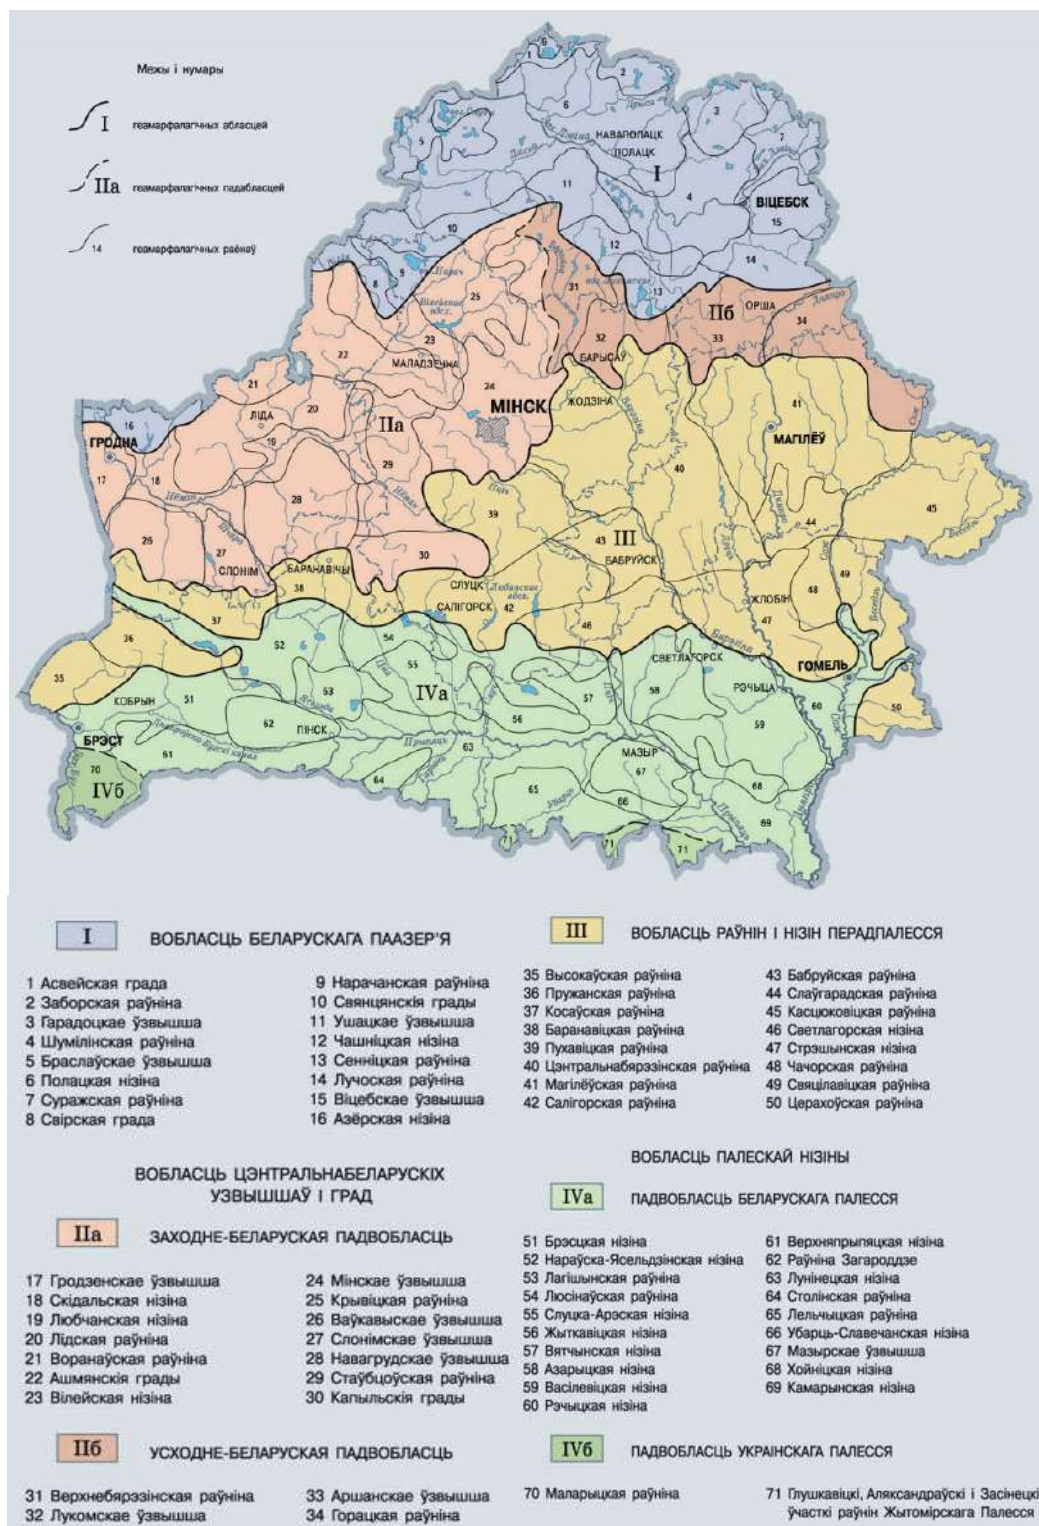 Межы і нумары
I
геамарфалагічных абласцей
IIa
геамарфалагічных падабласцей
14
геамарфалагічных раёнаў
НАВАПОЛАЦК
ПОЛАЦК
I
ВІЦЕБСК
IIб
ОРША
БАРЫСАЎ
МАЛАДЗЕЧНА
МІНСК
ЖОДЗІНА
ЛІДА
IIa
МАГІЛЁЎ
ГРОДНА
III
БАБРУЙСК
СЛОНІМ
БАРАНАВІЧЫ
СЛУЦК
САЛІГОРСК
ЖЛОБІН
СВЕТЛАГОРСК
ГОМЕЛЬ
РЭЧЫЦА
IVa
КОБРЫН
ПІНСК
БРЭСТ
МАЗЫР
IVб
I ВОБЛАСЦЬ БЕЛАРУСКАГА ПААЗЕР'Я
1 Асвейская града
2 Заборская раўніна
3 Гарадоцкае ўзвышша
4 Шумілінская раўніна
5 Браслаўскае ўзвышша
6 Полацкая нізіна
7 Суражская раўніна
8 Свірская града
9 Нарачанская раўніна
10 Свянцянскія грады
11 Ушацкае ўзвышша
12 Чашніцкая нізіна
13 Сенніцкая раўніна
14 Лучоская раўніна
15 Віцебскае ўзвышша
16 Азёрская нізіна
ВОБЛАСЦЬ ЦЭНТРАЛЬНАБЕЛАРУСКІХ
УЗВЫШШАЎ І ГРАД
IIa ЗАХОДНЕ-БЕЛАРУСКАЯ ПАДВОБЛАСЦЬ
17 Гродзенскае ўзвышша
18 Скідальская нізіна
19 Любчанская нізіна
20 Лідская раўніна
21 Воранаўская раўніна
22 Ашмянскія грады
23 Вілейская нізіна
24 Мінскае ўзвышша
25 Крывіцкая раўніна
26 Ваўкавыскае ўзвышша
27 Слонімскае ўзвышша
28 Навагрудскае ўзвышша
29 Стаўбцоўская раўніна
30 Капыльскія грады
IIб УСХОДНЕ-БЕЛАРУСКАЯ ПАДВОБЛАСЦЬ
31 Верхнебярэзінская раўніна
32 Лукомскае ўзвышша
33 Аршанскае ўзвышша
34 Горацкая раўніна
III ВОБЛАСЦЬ РАЎНІН І НІЗІН ПЕРАДПАЛЕССЯ
35 Высокаўская раўніна
36 Пружанская раўніна
37 Косаўская раўніна
38 Баранавіцкая раўніна
39 Пухавіцкая раўніна
40 Цэнтральнабярэзінская раўніна
41 Магілёўская раўніна
42 Салігорская раўніна
43 Бабруйская раўніна
44 Слаўгарадская раўніна
45 Касцюковіцкая раўніна
46 Светлагорская нізіна
47 Стрэшынская нізіна
48 Чачорская раўніна
49 Свяцілавіцкая раўніна
50 Церахоўская раўніна
ВОБЛАСЦЬ ПАЛЕСКАЙ НІЗІНЫ
IVa ПАДВОБЛАСЦЬ БЕЛАРУСКАГА ПАЛЕССЯ
51 Брэсцкая нізіна
52 Нараўска-Ясельдзінская нізіна
53 Лагішынская раўніна
54 Люсінаўская раўніна
55 Слуцка-Арэская нізіна
56 Жыткавіцкая нізіна
57 Вятчынская нізіна
58 Азарыцкая нізіна
59 Васілевіцкая нізіна
60 Рэчыцкая нізіна
61 Верхняпрыпяцкая нізіна
62 Раўніна Загароддзе
63 Лунінецкая нізіна
64 Столінская раўніна
65 Лельчыцкая раўніна
66 Убарць-Славечанская нізіна
67 Мазырскае ўзвышша
68 Хойніцкая нізіна
69 Камарынская нізіна
IVб ПАДВОБЛАСЦЬ УКРАІНСКАГА ПАЛЕССЯ
70 Маларыцкая раўніна
71 Глушкавіцкі, Аляксандраўскі і Засінецкі
ўчасткі раўнін Жытомірскага Палесся